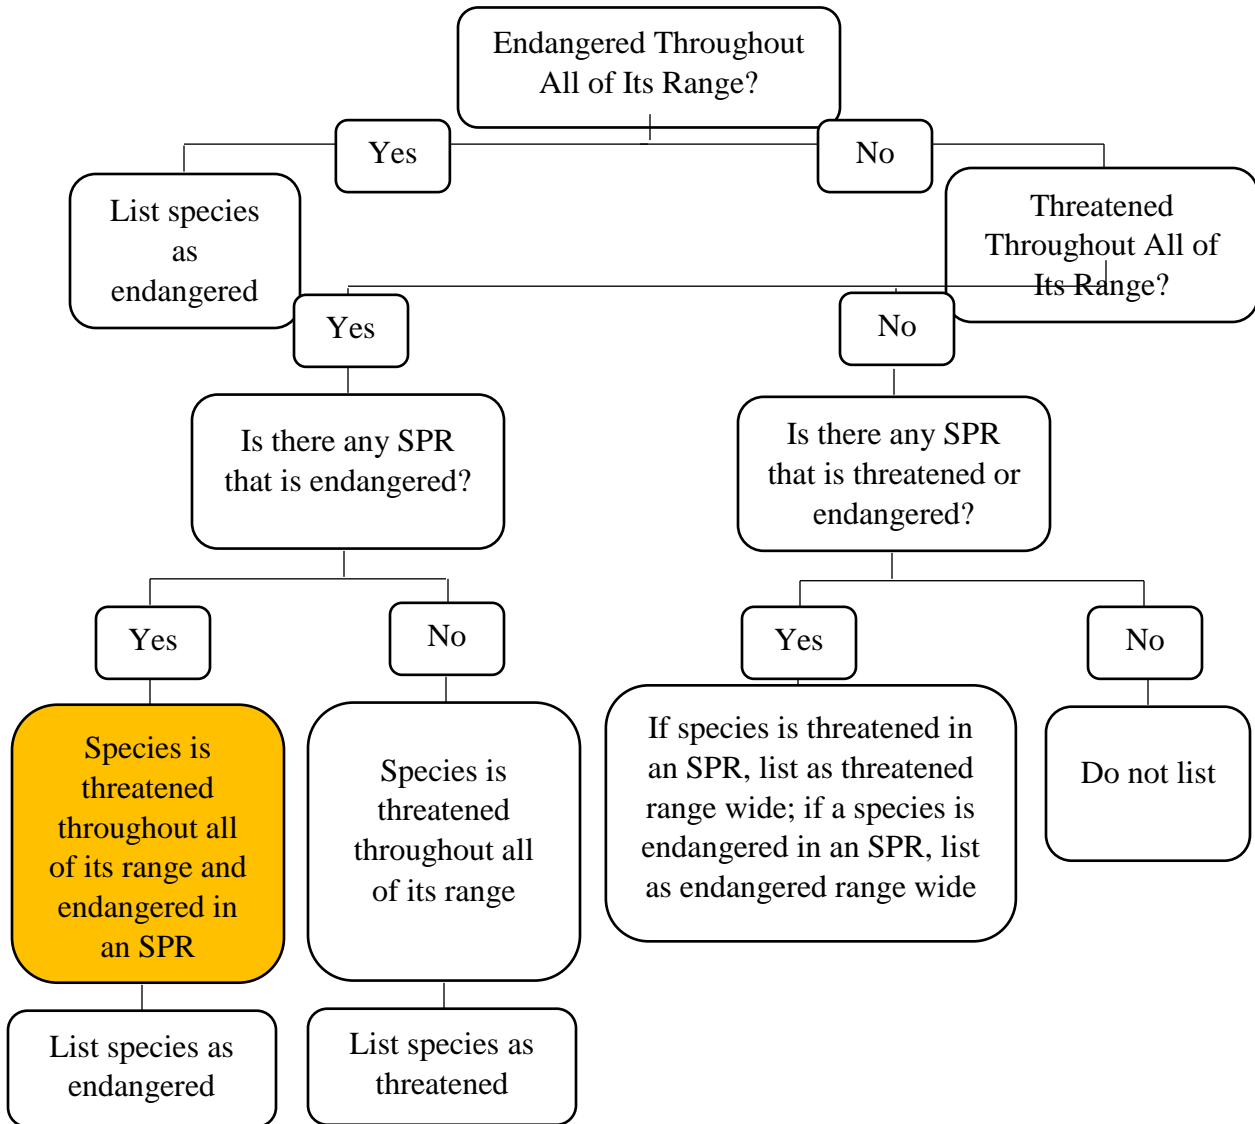 Endangered Throughout
All of Its Range?
Yes
No
List species
as
endangered
Threatened
Throughout All of
Its Range?
Yes
No
Is there any SPR
that is endangered?
Is there any SPR
that is threatened or
endangered?
Yes
No
Yes
No
Species is
threatened
throughout all
of its range and
endangered in
an SPR
Species is
threatened
throughout all
of its range
If species is threatened in
an SPR, list as threatened
range wide; if a species is
endangered in an SPR, list
as endangered range wide
Do not list
List species as
endangered
List species as
threatened